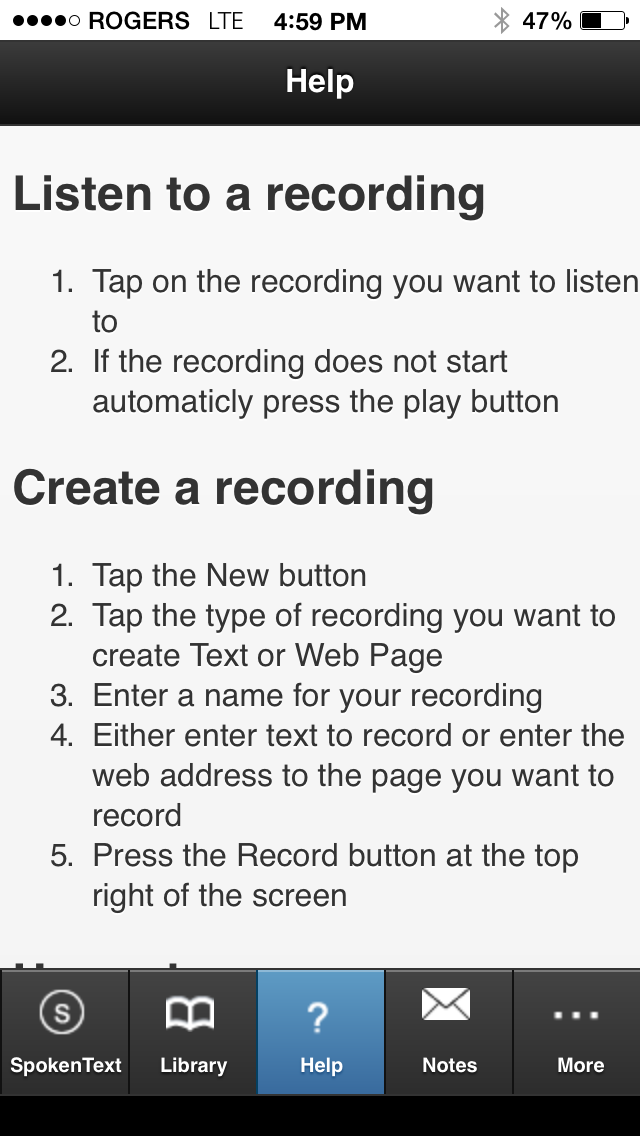 ROGERS LTE 4:59 PM 47%
Help
Listen to a recording
1. Tap on the recording you want to listen
to
2. If the recording does not start
automaticly press the play button
Create a recording
1. Tap the New button
2. Tap the type of recording you want to
create Text or Web Page
3. Enter a name for your recording
4. Either enter text to record or enter the
web address to the page you want to
record
5. Press the Record button at the top
right of the screen
S ?
SpokenText Library Help Notes More